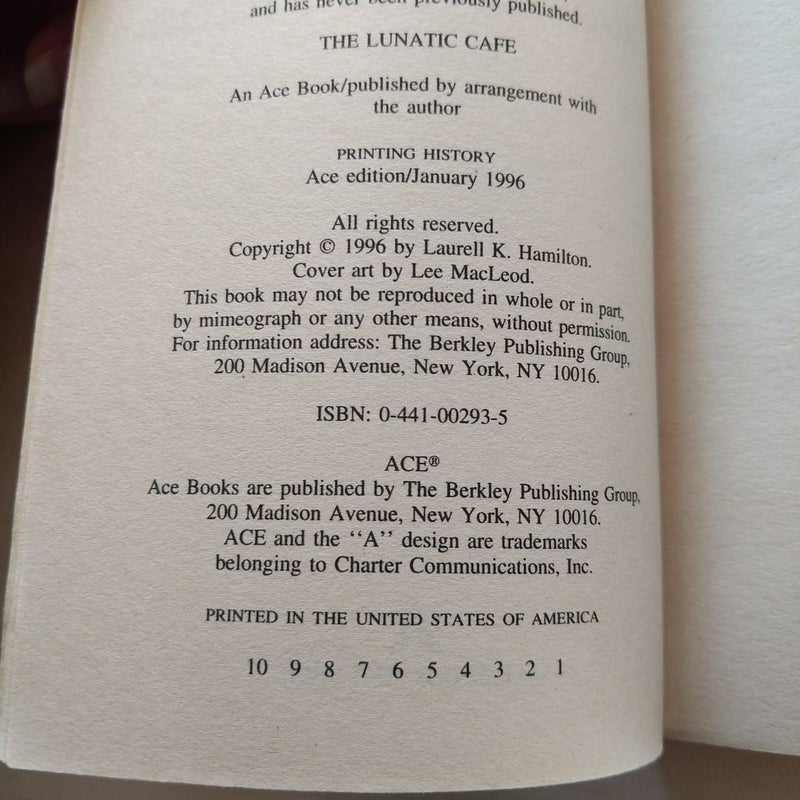 and has never been previously published.
THE LUNATIC CAFE
An Ace Book/published by arrangement with
the author
PRINTING HISTORY
Ace edition/January 1996
All rights reserved.
Copyright © 1996 by Laurell K. Hamilton.
Cover art by Lee MacLeod.
This book may not be reproduced in whole or in part,
by mimeograph or any other means, without permission.
For information address: The Berkley Publishing Group,
200 Madison Avenue, New York, NY 10016.
ISBN: 0-441-00293-5
ACE®
Ace Books are published by The Berkley Publishing Group,
200 Madison Avenue, New York, NY 10016.
ACE and the ‘‘A’’ design are trademarks
belonging to Charter Communications, Inc.
PRINTED IN THE UNITED STATES OF AMERICA
10 9 8 7 6 5 4 3 2 1